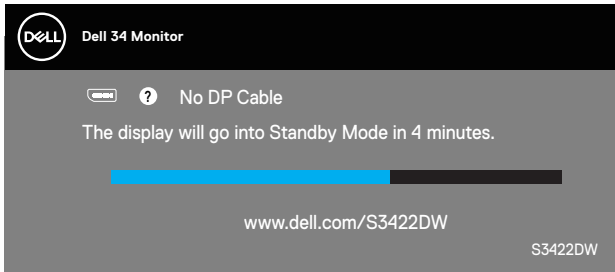 DELL
Dell 34 Monitor
? No DP Cable
The display will go into Standby Mode in 4 minutes.
www.dell.com/S3422DW
S3422DW